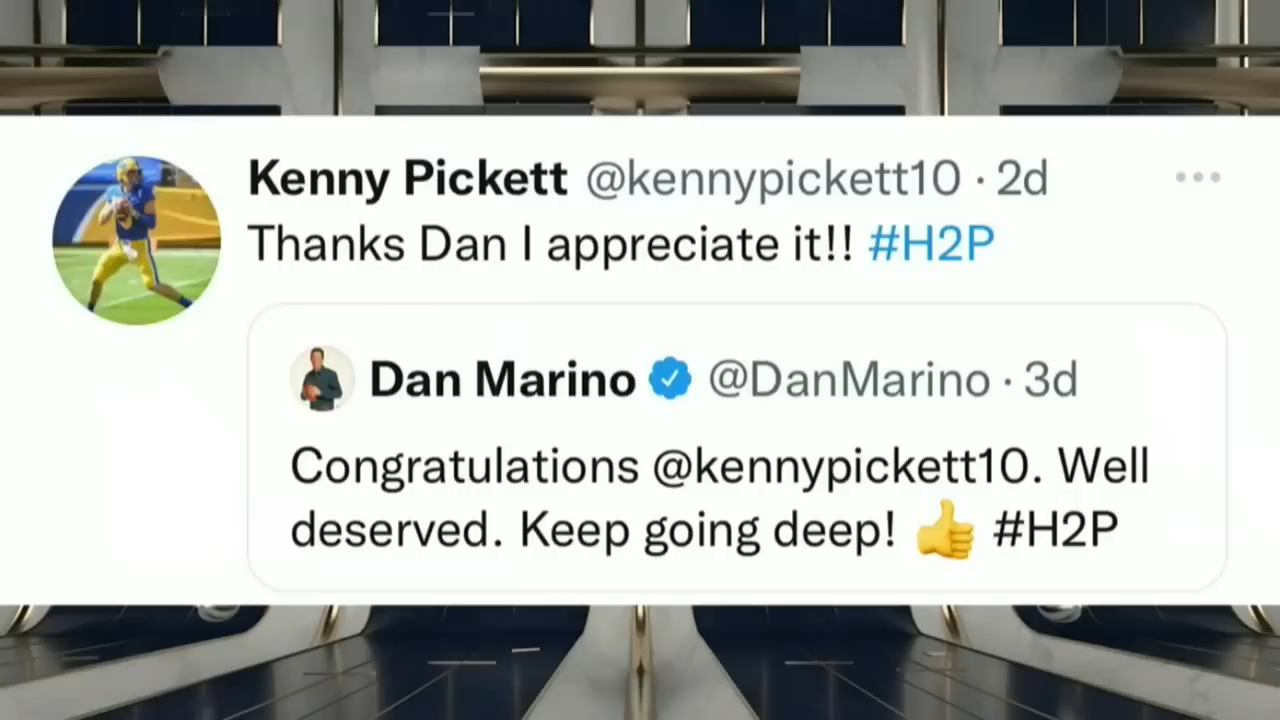 Kenny Pickett @kennypickett10 · 2d
Thanks Dan I appreciate it!! #H2P
Dan Marino @DanMarino · 3d
Congratulations @kennypickett10. Well
deserved. Keep going deep! 👍 #H2P